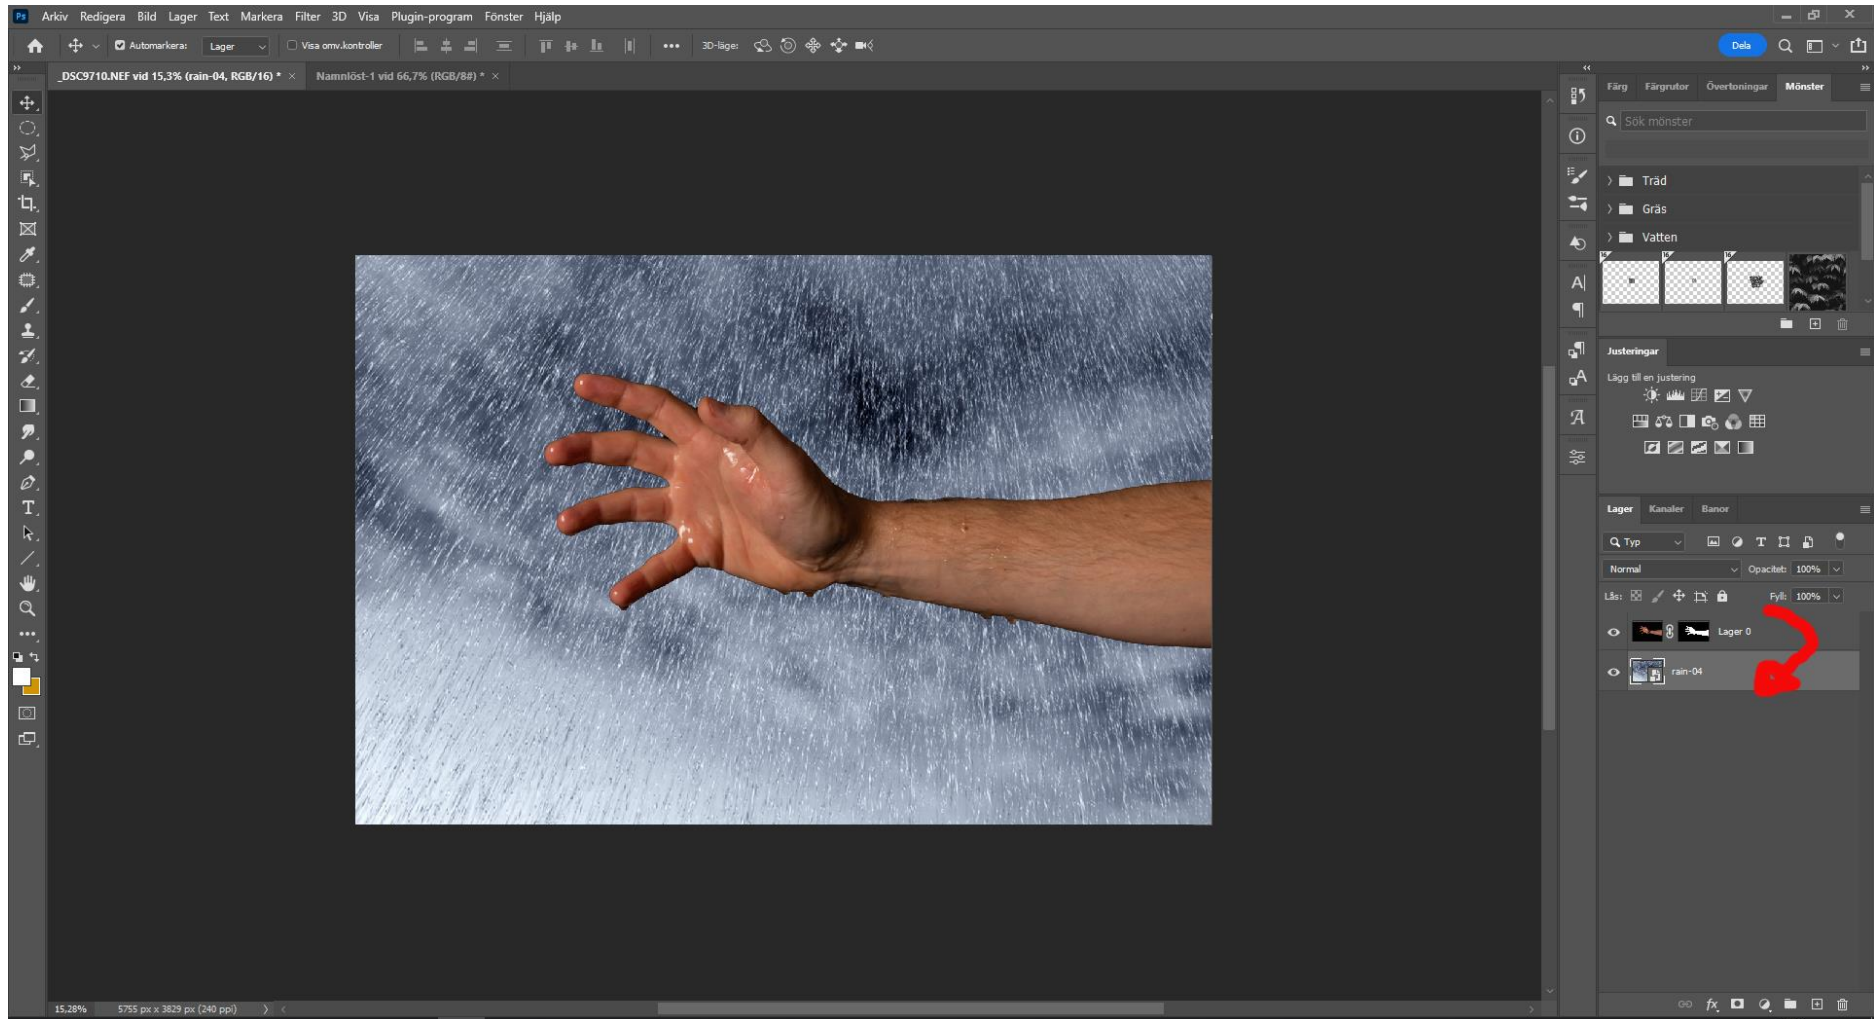 Ps Arkiv Redigera Bild Lager Text Markera Filter 3D Visa Plugin-program Fönster Hjälp
Automarkera: Lager Visa omv.kontroller 3D-läge: Dela
_DSC9710.NEF vid 15,3% (rain-04, RGB/16) * × Namnlöst-1 vid 66,7% (RGB/8#) * ×
Färg Färgrutor Övertoningar Mönster
Sök mönster
Träd
Gräs
Vatten
16 16 16
Justeringar
Lägg till en justering
Lager Kanaler Banor
Typ
Normal Opacitet: 100%
Lås: Fyll: 100%
Lager 0
rain-04
15,28% 5755 px x 3829 px (240 ppi)